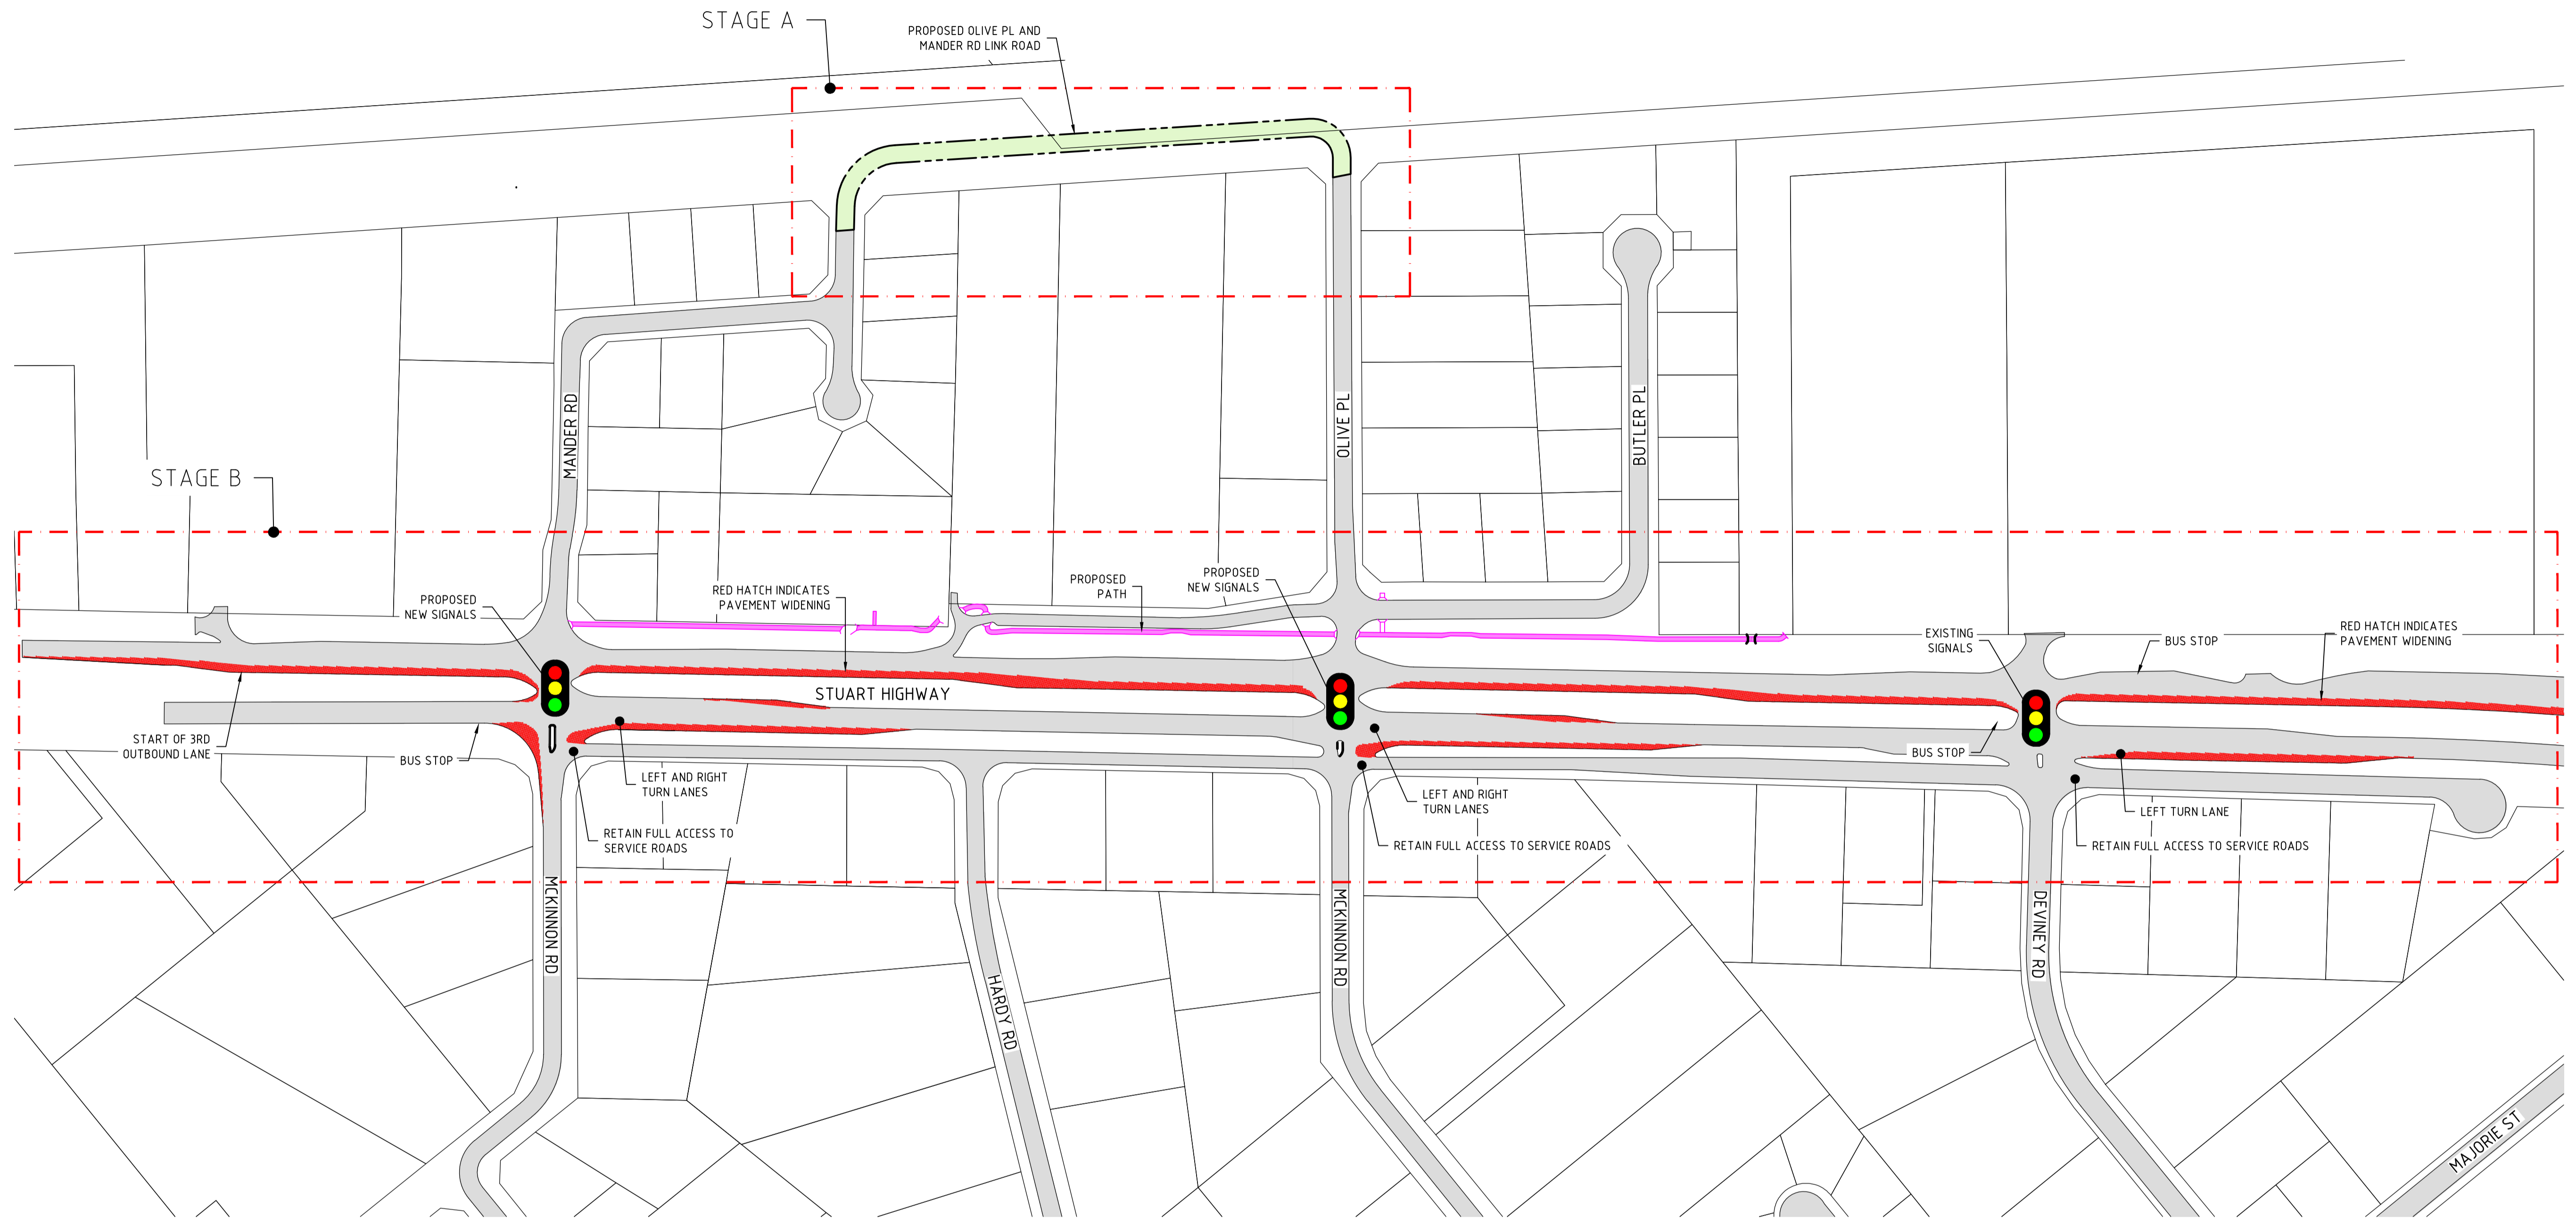 STAGE A
PROPOSED OLIVE PL AND
MANDER RD LINK ROAD
MANDER RD
OLIVE PL
BUTLER PL
STAGE B
PROPOSED
NEW SIGNALS
RED HATCH INDICATES
PAVEMENT WIDENING
PROPOSED
PATH
PROPOSED
NEW SIGNALS
EXISTING
SIGNALS
BUS STOP
RED HATCH INDICATES
PAVEMENT WIDENING
STUART HIGHWAY
START OF 3RD
OUTBOUND LANE
BUS STOP
LEFT AND RIGHT
TURN LANES
RETAIN FULL ACCESS TO
SERVICE ROADS
LEFT AND RIGHT
TURN LANES
RETAIN FULL ACCESS TO SERVICE ROADS
BUS STOP
LEFT TURN LANE
RETAIN FULL ACCESS TO SERVICE ROADS
MCKINNON RD
HARDY RD
MCKINNON RD
DEVINEY RD
MAJORIE ST